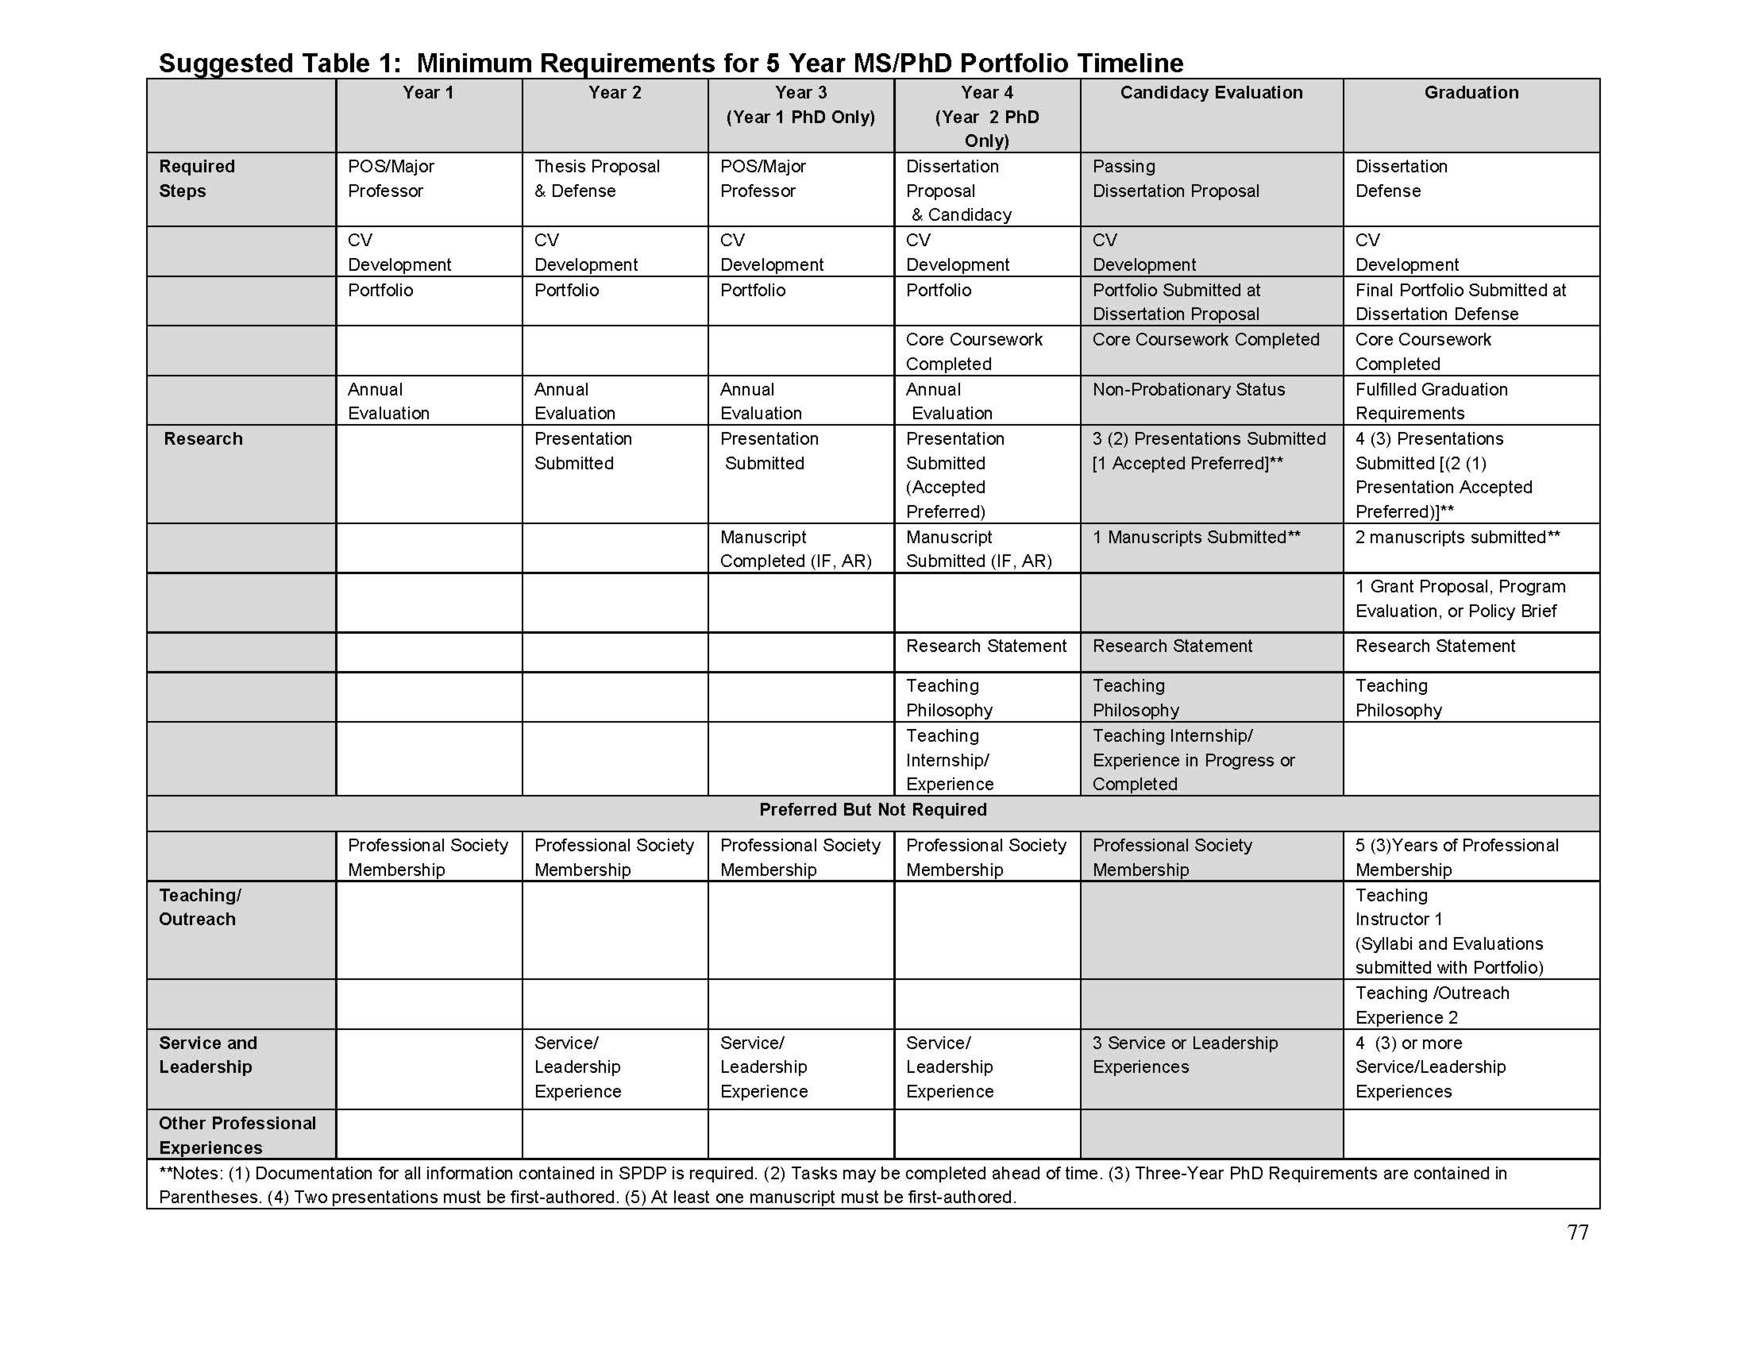 Suggested Table 1:  Minimum Requirements for 5 Year MS/PhD Portfolio Timeline
Year 1
Year 2
Year 3
(Year 1 PhD Only)
Year 4
(Year  2 PhD
Only)
Candidacy Evaluation
Graduation
Required
Steps
POS/Major
Professor
Thesis Proposal
& Defense
POS/Major
Professor
Dissertation
Proposal
& Candidacy
Passing
Dissertation Proposal
Dissertation
Defense
CV
Development
CV
Development
CV
Development
CV
Development
CV
Development
CV
Development
Portfolio
Portfolio
Portfolio
Portfolio
Portfolio Submitted at
Dissertation Proposal
Final Portfolio Submitted at
Dissertation Defense
Core Coursework
Completed
Core Coursework Completed
Core Coursework
Completed
Annual
Evaluation
Annual
Evaluation
Annual
Evaluation
Annual
Evaluation
Non-Probationary Status
Fulfilled Graduation
Requirements
Research
Presentation
Submitted
Presentation
Submitted
Presentation
Submitted
(Accepted
Preferred)
3 (2) Presentations Submitted
[1 Accepted Preferred]**
4 (3) Presentations
Submitted [(2 (1)
Presentation Accepted
Preferred)]**
Manuscript
Completed (IF, AR)
Manuscript
Submitted (IF, AR)
1 Manuscripts Submitted**
2 manuscripts submitted**
1 Grant Proposal, Program
Evaluation, or Policy Brief
Research Statement
Research Statement
Research Statement
Teaching
Philosophy
Teaching
Philosophy
Teaching
Philosophy
Teaching
Internship/
Experience
Teaching Internship/
Experience in Progress or
Completed
Preferred But Not Required
Professional Society
Membership
Professional Society
Membership
Professional Society
Membership
Professional Society
Membership
Professional Society
Membership
5 (3)Years of Professional
Membership
Teaching/
Outreach
Teaching
Instructor 1
(Syllabi and Evaluations
submitted with Portfolio)
Teaching /Outreach
Experience 2
Service and
Leadership
Service/
Leadership
Experience
Service/
Leadership
Experience
Service/
Leadership
Experience
3 Service or Leadership
Experiences
4  (3) or more
Service/Leadership
Experiences
Other Professional
Experiences
**Notes: (1) Documentation for all information contained in SPDP is required. (2) Tasks may be completed ahead of time. (3) Three-Year PhD Requirements are contained in
Parentheses. (4) Two presentations must be first-authored. (5) At least one manuscript must be first-authored.
77